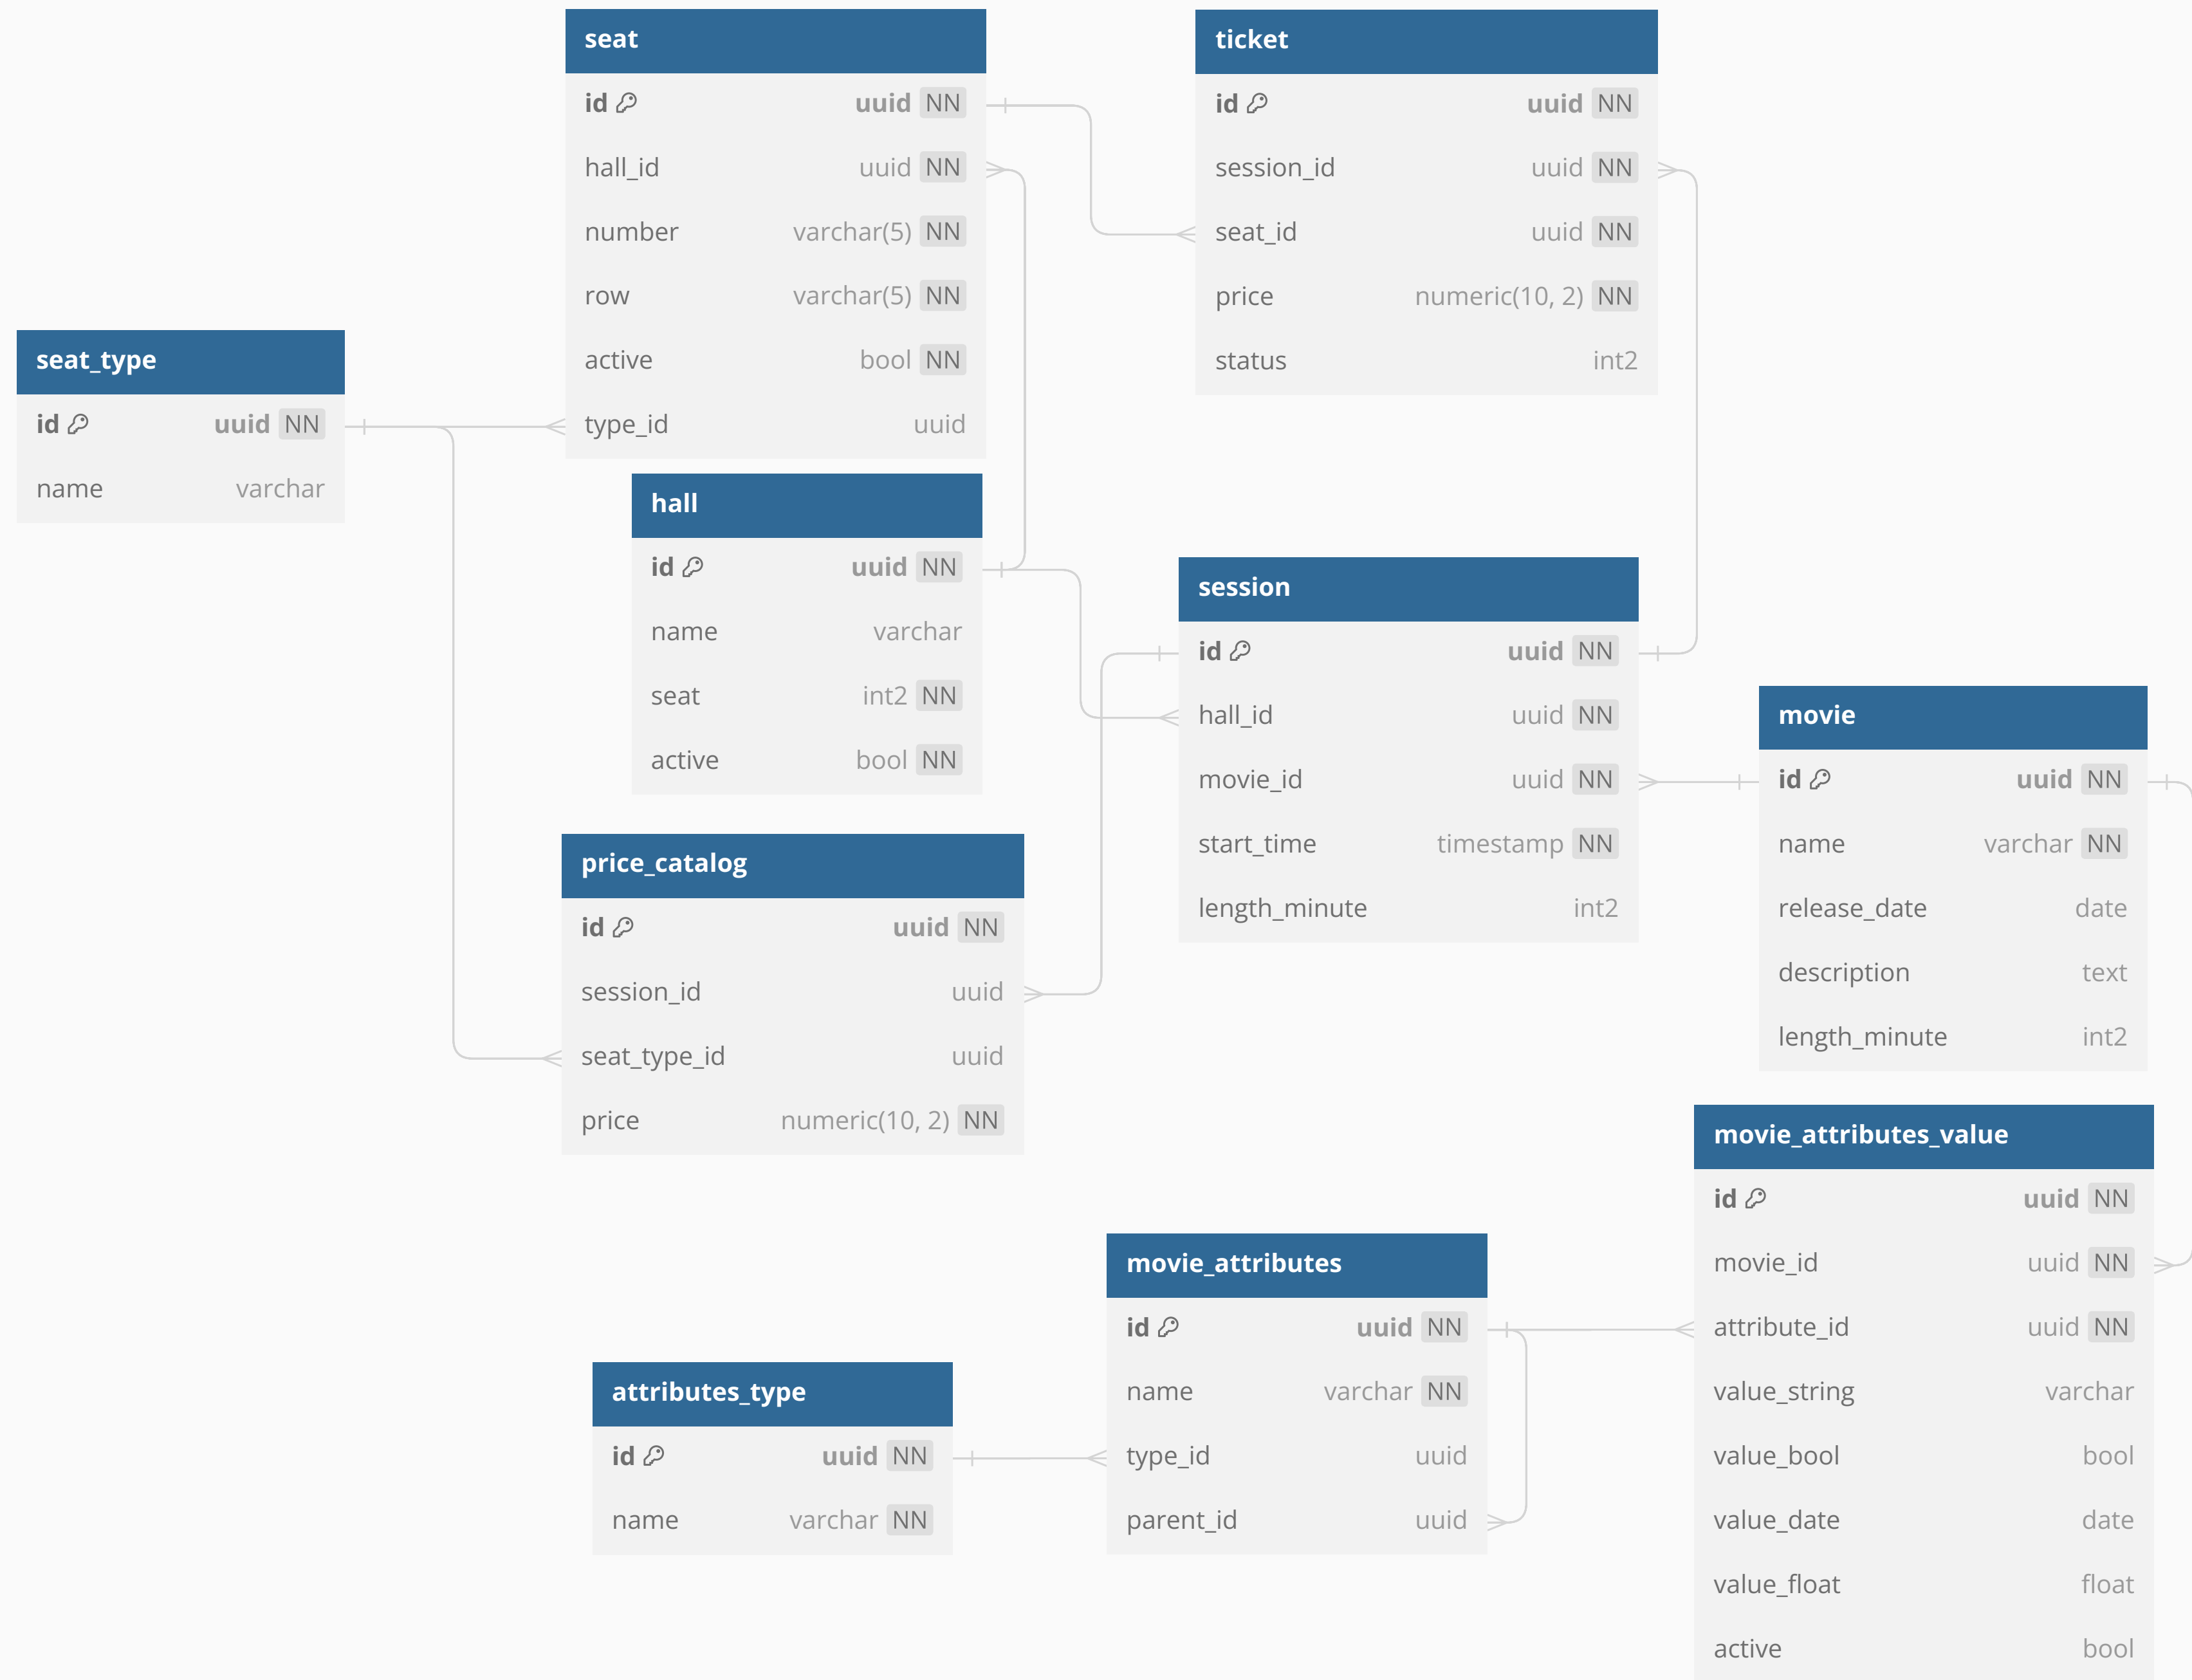 seat
id uuid NN
hall_id uuid NN
number varchar(5) NN
row varchar(5) NN
active bool NN
type_id uuid
ticket
id uuid NN
session_id uuid NN
seat_id uuid NN
price numeric(10, 2) NN
status int2
seat_type
id uuid NN
name varchar
hall
id uuid NN
name varchar
seat int2 NN
active bool NN
session
id uuid NN
hall_id uuid NN
movie_id uuid NN
start_time timestamp NN
length_minute int2
movie
id uuid NN
name varchar NN
release_date date
description text
length_minute int2
price_catalog
id uuid NN
session_id uuid
seat_type_id uuid
price numeric(10, 2) NN
movie_attributes_value
id uuid NN
movie_id uuid NN
attribute_id uuid NN
value_string varchar
value_bool bool
value_date date
value_float float
active bool
movie_attributes
id uuid NN
name varchar NN
type_id uuid
parent_id uuid
attributes_type
id uuid NN
name varchar NN